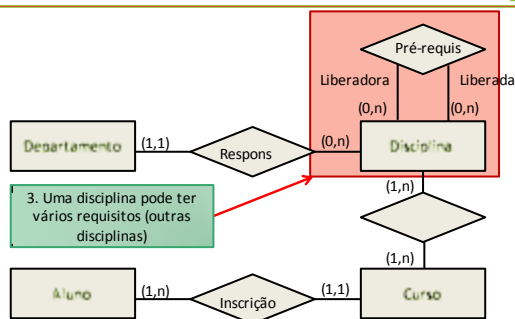 Pré-requis
Liberadora
Liberada
(0,n)
(0,n)
Departamento
(1,1)
Respons
(0,n)
Disciplina
3. Uma disciplina pode ter
vários requisitos (outras
disciplinas)
(1,n)
(1,n)
Aluno
(1,n)
Inscrição
(1,1)
Curso